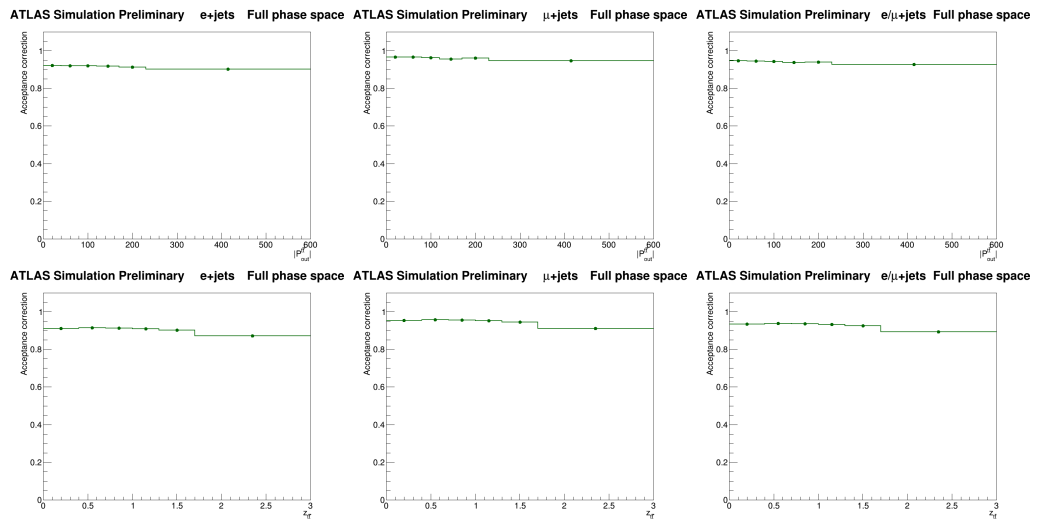 ATLAS Simulation Preliminary e+jets Full phase space
Acceptance correction
1
0.8
0.6
0.4
0.2
0
0 100 200 300 400 500 600
|P^{tt̄}_{out}|
ATLAS Simulation Preliminary μ+jets Full phase space
Acceptance correction
1
0.8
0.6
0.4
0.2
0
0 100 200 300 400 500 600
|P^{tt̄}_{out}|
ATLAS Simulation Preliminary e/μ+jets Full phase space
Acceptance correction
1
0.8
0.6
0.4
0.2
0
0 100 200 300 400 500 600
|P^{tt̄}_{out}|
ATLAS Simulation Preliminary e+jets Full phase space
Acceptance correction
1
0.8
0.6
0.4
0.2
0
0 0.5 1 1.5 2 2.5 3
z_{tt̄}
ATLAS Simulation Preliminary μ+jets Full phase space
Acceptance correction
1
0.8
0.6
0.4
0.2
0
0 0.5 1 1.5 2 2.5 3
z_{tt̄}
ATLAS Simulation Preliminary e/μ+jets Full phase space
Acceptance correction
1
0.8
0.6
0.4
0.2
0
0 0.5 1 1.5 2 2.5 3
z_{tt̄}